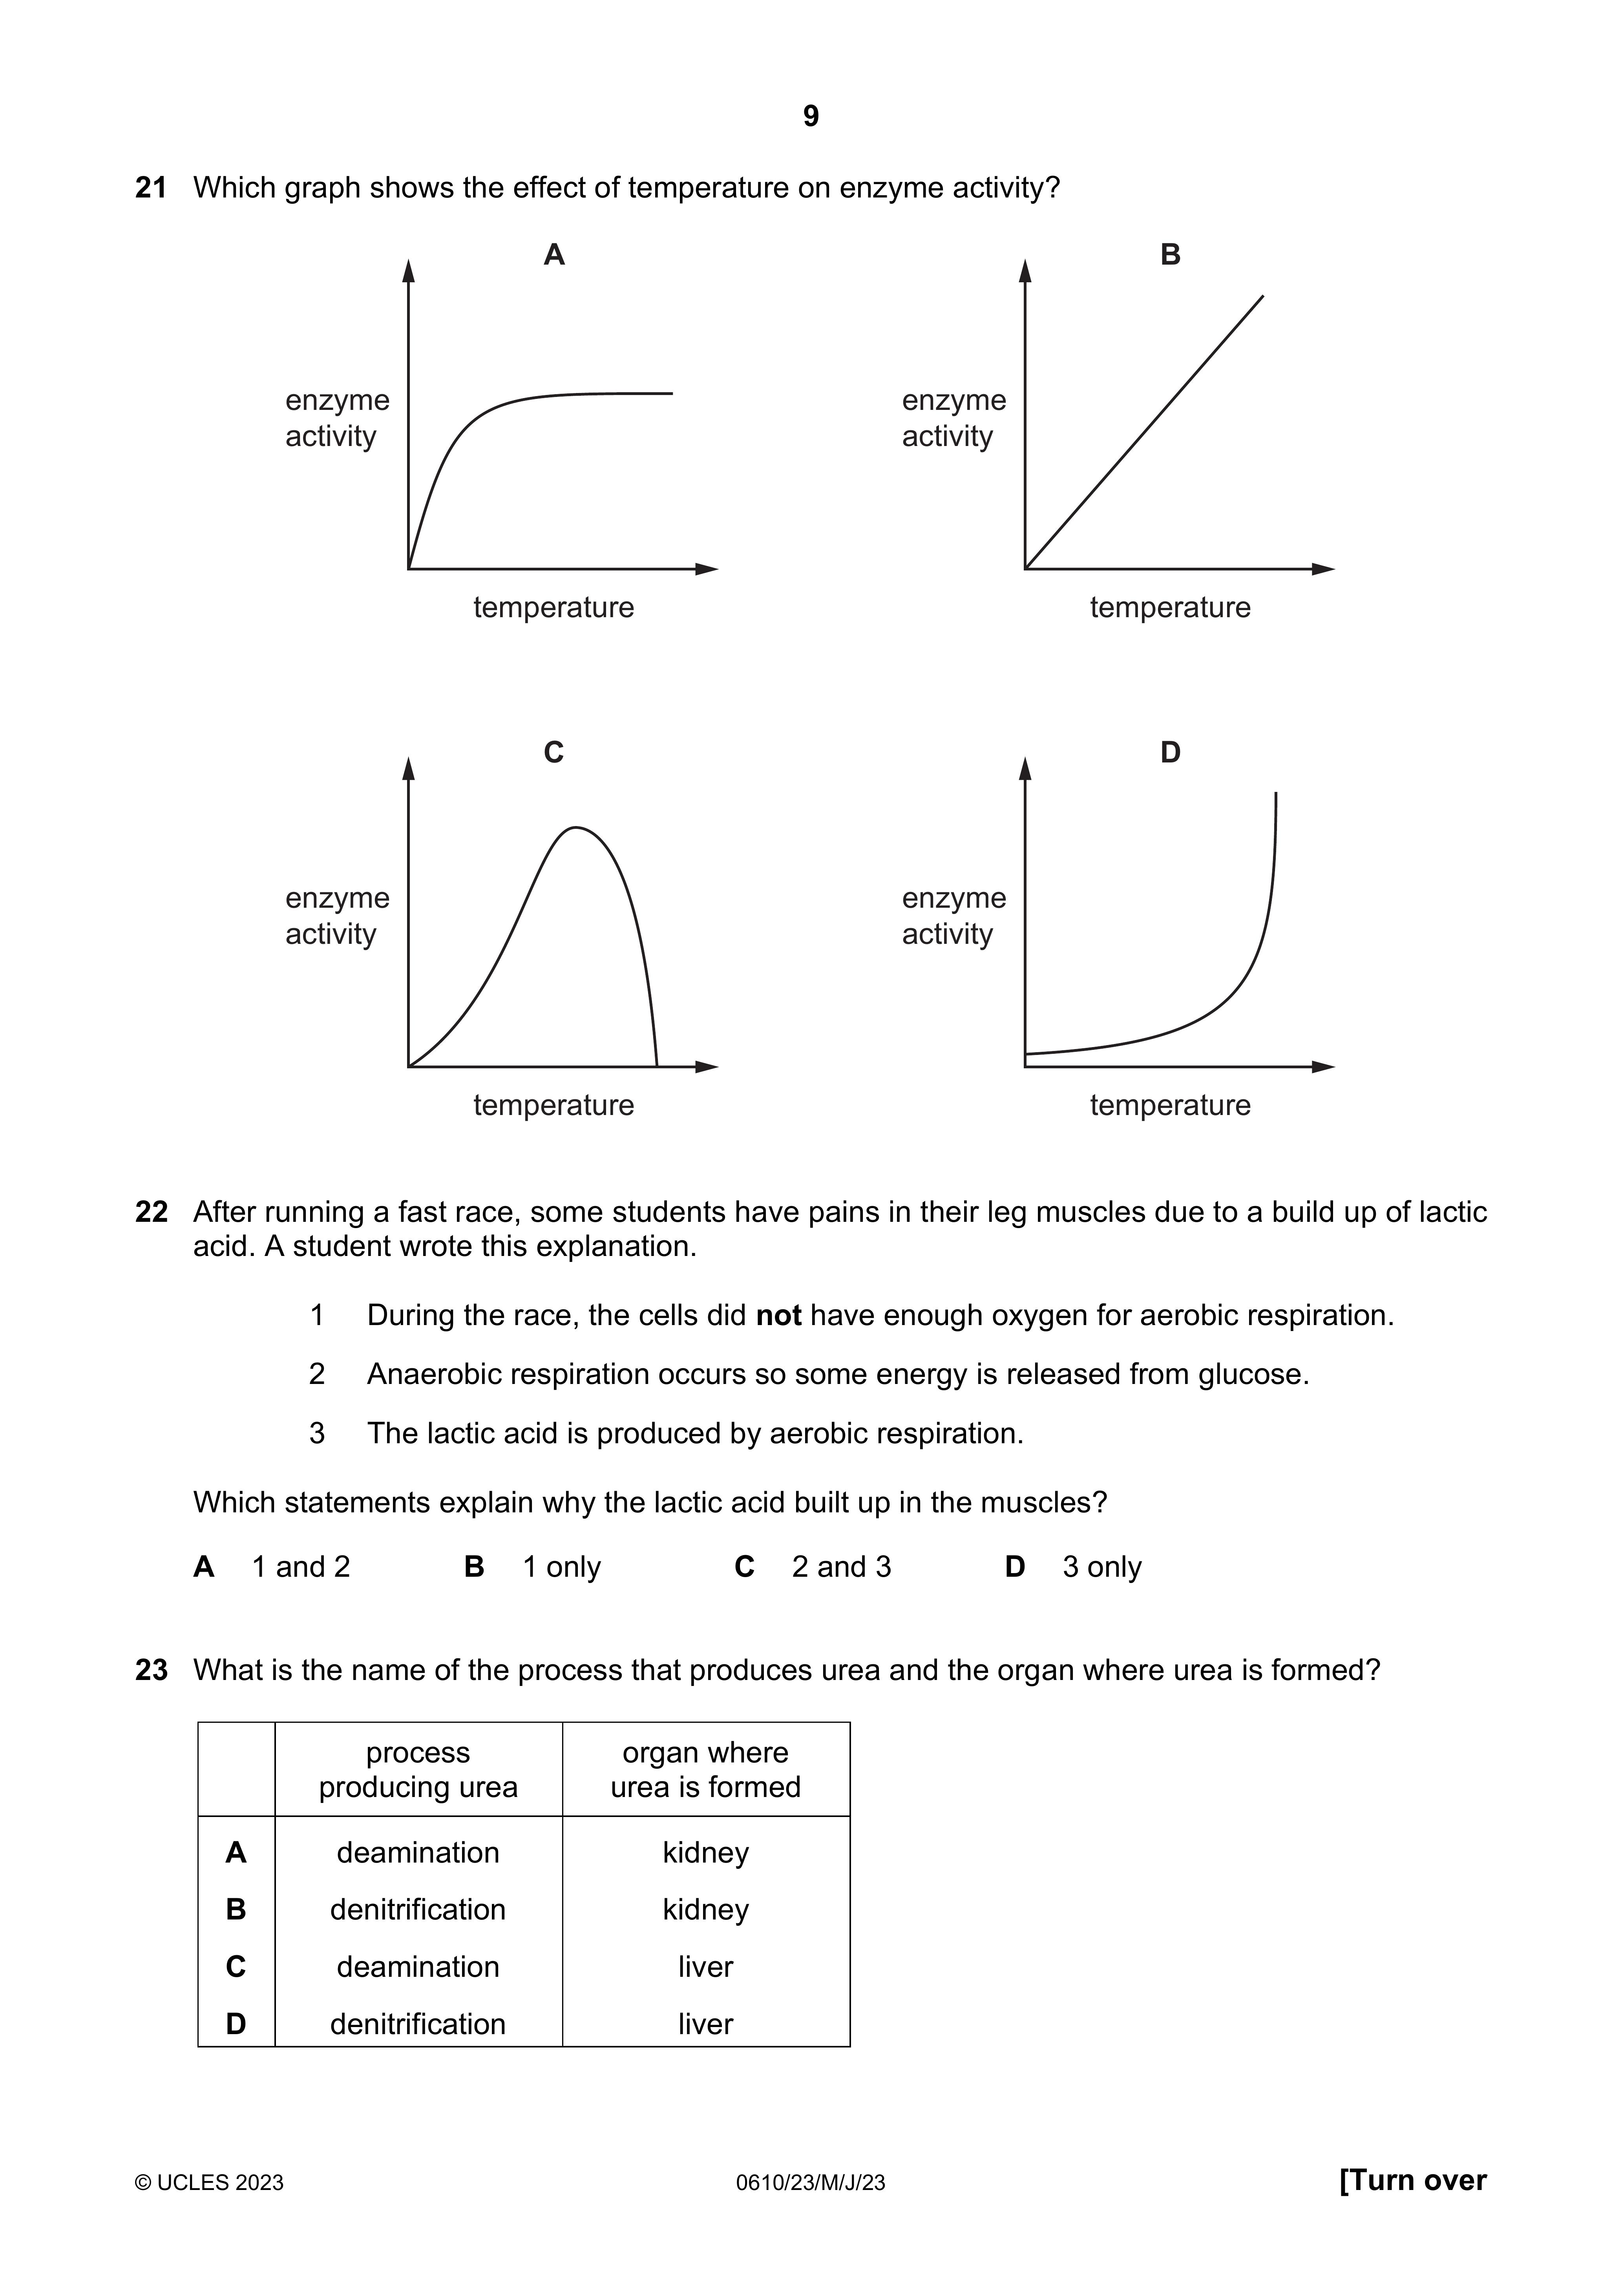 9
21 Which graph shows the effect of temperature on enzyme activity?
A
enzyme
activity
temperature
B
enzyme
activity
temperature
C
enzyme
activity
temperature
D
enzyme
activity
temperature
22 After running a fast race, some students have pains in their leg muscles due to a build up of lactic
acid. A student wrote this explanation.
1 During the race, the cells did not have enough oxygen for aerobic respiration.
2 Anaerobic respiration occurs so some energy is released from glucose.
3 The lactic acid is produced by aerobic respiration.
Which statements explain why the lactic acid built up in the muscles?
A 1 and 2 B 1 only C 2 and 3 D 3 only
23 What is the name of the process that produces urea and the organ where urea is formed?
process
producing urea
organ where
urea is formed
A deamination kidney
B denitrification kidney
C deamination liver
D denitrification liver
© UCLES 2023 0610/23/M/J/23 [Turn over